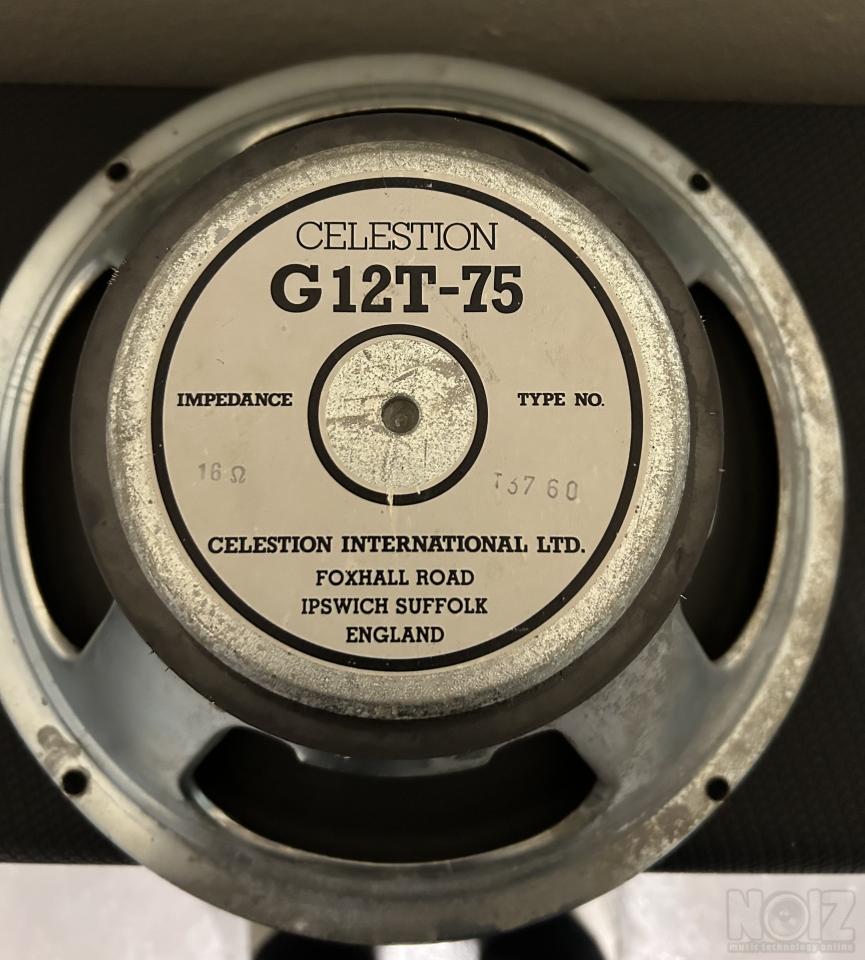 CELESTION
G12T-75
IMPEDANCE TYPE NO.
16 Ω T3760
CELESTION INTERNATIONAL LTD.
FOXHALL ROAD
IPSWICH SUFFOLK
ENGLAND
NOIZ
music technology online